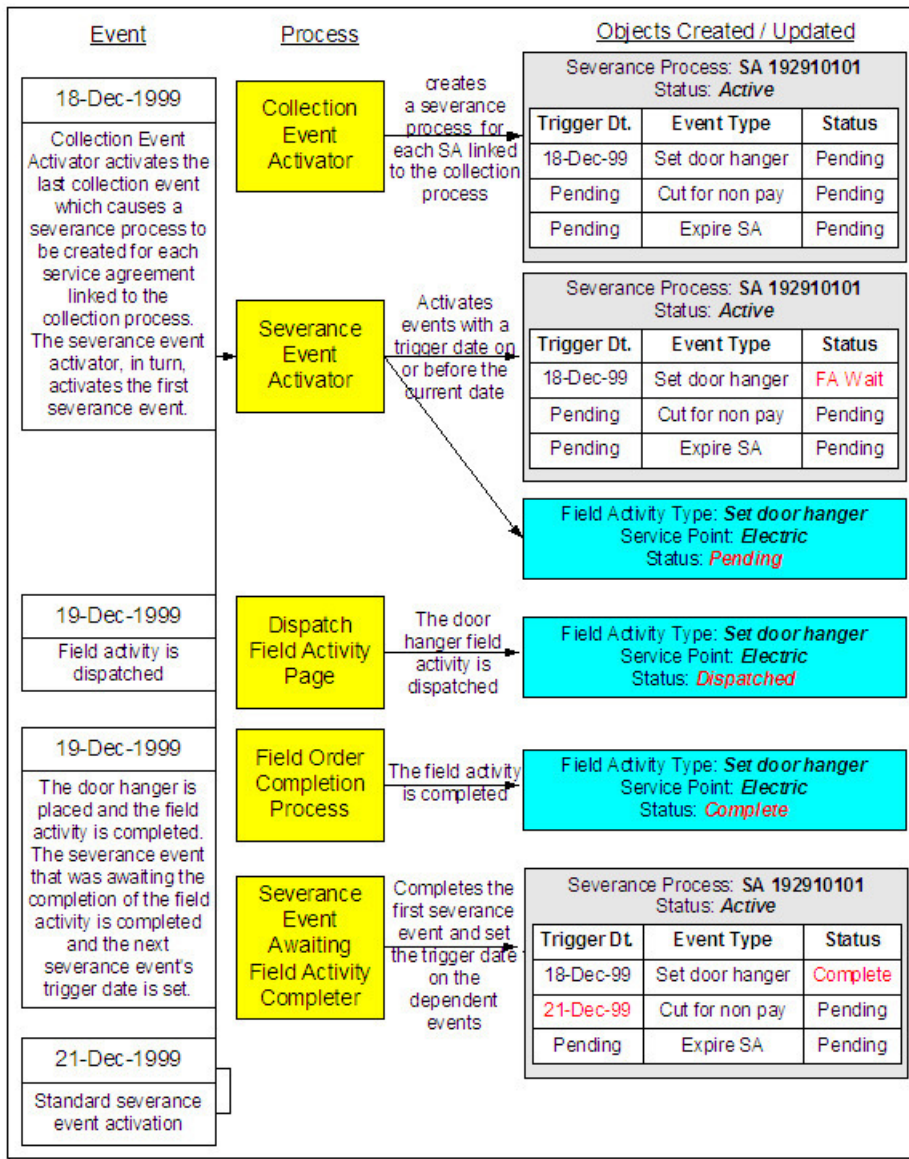 Event
Process
Objects Created / Updated
18-Dec-1999
Collection Event
Activator activates the
last collection event
which causes a
severance process to
be created for each
service agreement
linked to the
collection process.
The severance event
activator, in turn,
activates the first
severance event.
Collection
Event
Activator
creates
a severance
process for
each SA linked
to the collection
process
Severance Process: SA 192910101
Status: Active
Trigger Dt. Event Type Status
18-Dec-99 Set door hanger Pending
Pending Cut for non pay Pending
Pending Expire SA Pending
Severance
Event
Activator
Activates
events with a
trigger date on
or before the
current date
Severance Process: SA 192910101
Status: Active
Trigger Dt. Event Type Status
18-Dec-99 Set door hanger FA Wait
Pending Cut for non pay Pending
Pending Expire SA Pending
Field Activity Type: Set door hanger
Service Point: Electric
Status: Pending
19-Dec-1999
Field activity is
dispatched
Dispatch
Field Activity
Page
The door
hanger field
activity is
dispatched
Field Activity Type: Set door hanger
Service Point: Electric
Status: Dispatched
19-Dec-1999
The door hanger is
placed and the field
activity is completed.
The severance event
that was awaiting the
completion of the field
activity is completed
and the next
severance event's
trigger date is set.
Field Order
Completion
Process
The field activity
is completed
Field Activity Type: Set door hanger
Service Point: Electric
Status: Complete
Severance
Event
Awaiting
Field Activity
Completer
Completes the
first severance
event and set
the trigger date
on the
dependent
events
Severance Process: SA 192910101
Status: Active
Trigger Dt. Event Type Status
18-Dec-99 Set door hanger Complete
21-Dec-99 Cut for non pay Pending
Pending Expire SA Pending
21-Dec-1999
Standard severance
event activation